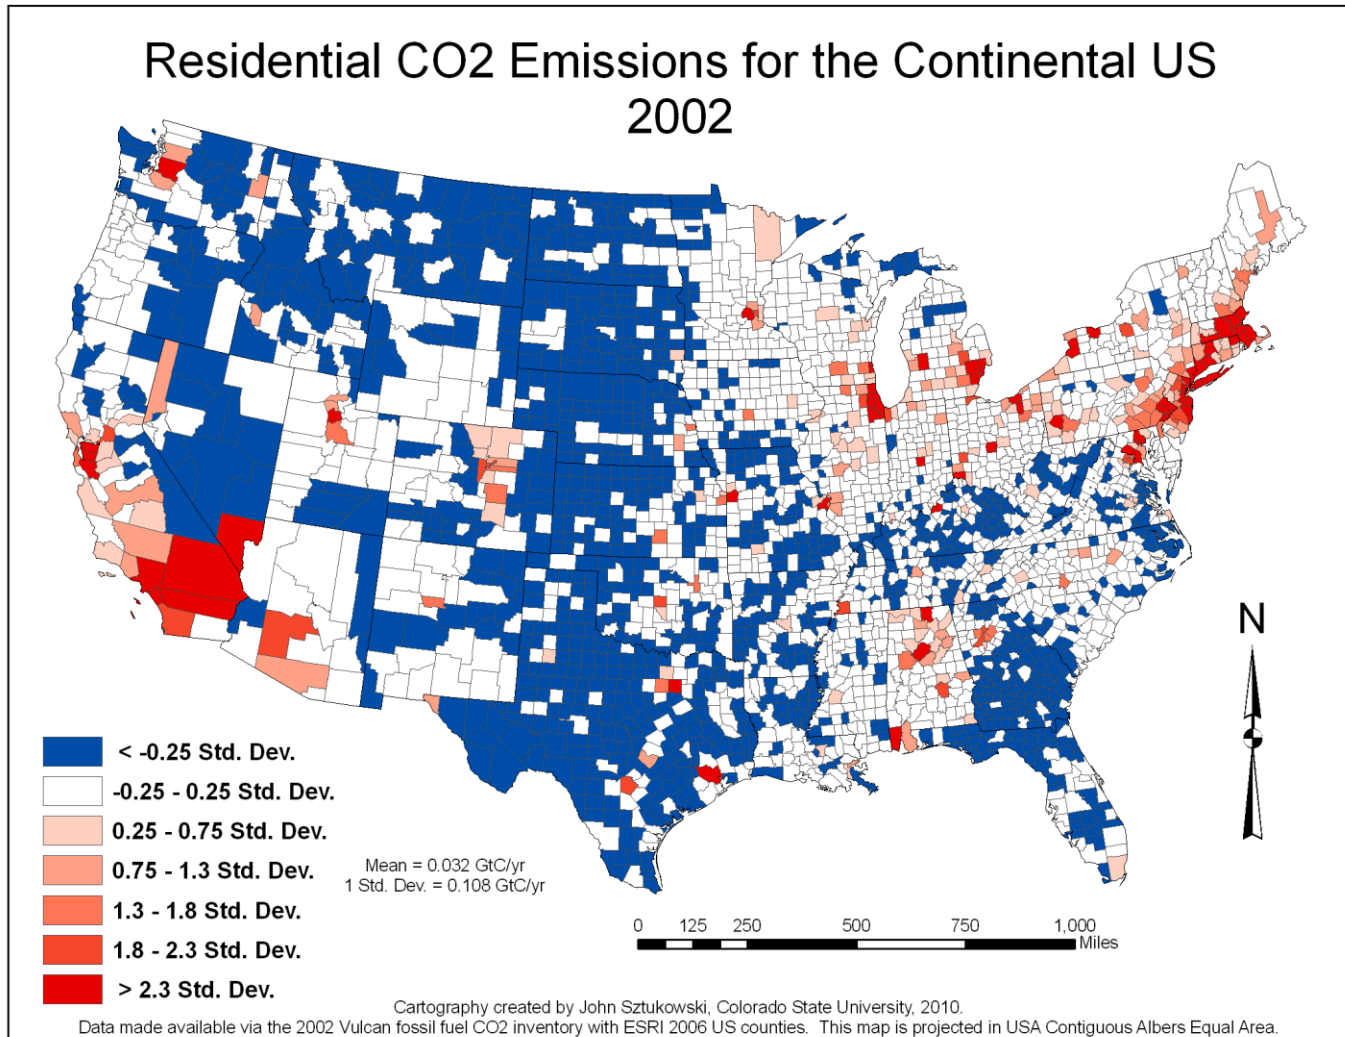 Residential CO2 Emissions for the Continental US
2002
N
< -0.25 Std. Dev.
-0.25 - 0.25 Std. Dev.
0.25 - 0.75 Std. Dev.
0.75 - 1.3 Std. Dev.
1.3 - 1.8 Std. Dev.
1.8 - 2.3 Std. Dev.
> 2.3 Std. Dev.
Mean = 0.032 GtC/yr
1 Std. Dev. = 0.108 GtC/yr
0 125 250 500 750 1,000
Miles
Cartography created by John Sztukowski, Colorado State University, 2010.
Data made available via the 2002 Vulcan fossil fuel CO2 inventory with ESRI 2006 US counties. This map is projected in USA Contiguous Albers Equal Area.